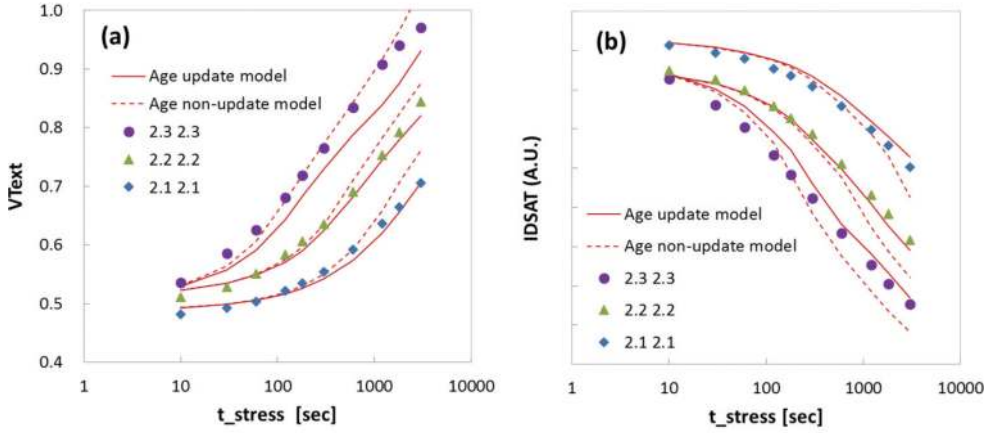 (a)
Age update model
Age non-update model
2.3 2.3
2.2 2.2
2.1 2.1
1.0
0.9
0.8
0.7
0.6
0.5
0.4
VText
1 10 100 1000 10000
t_stress [sec]
(b)
IDSAT (A.U.)
Age update model
Age non-update model
2.3 2.3
2.2 2.2
2.1 2.1
1 10 100 1000 10000
t_stress [sec]